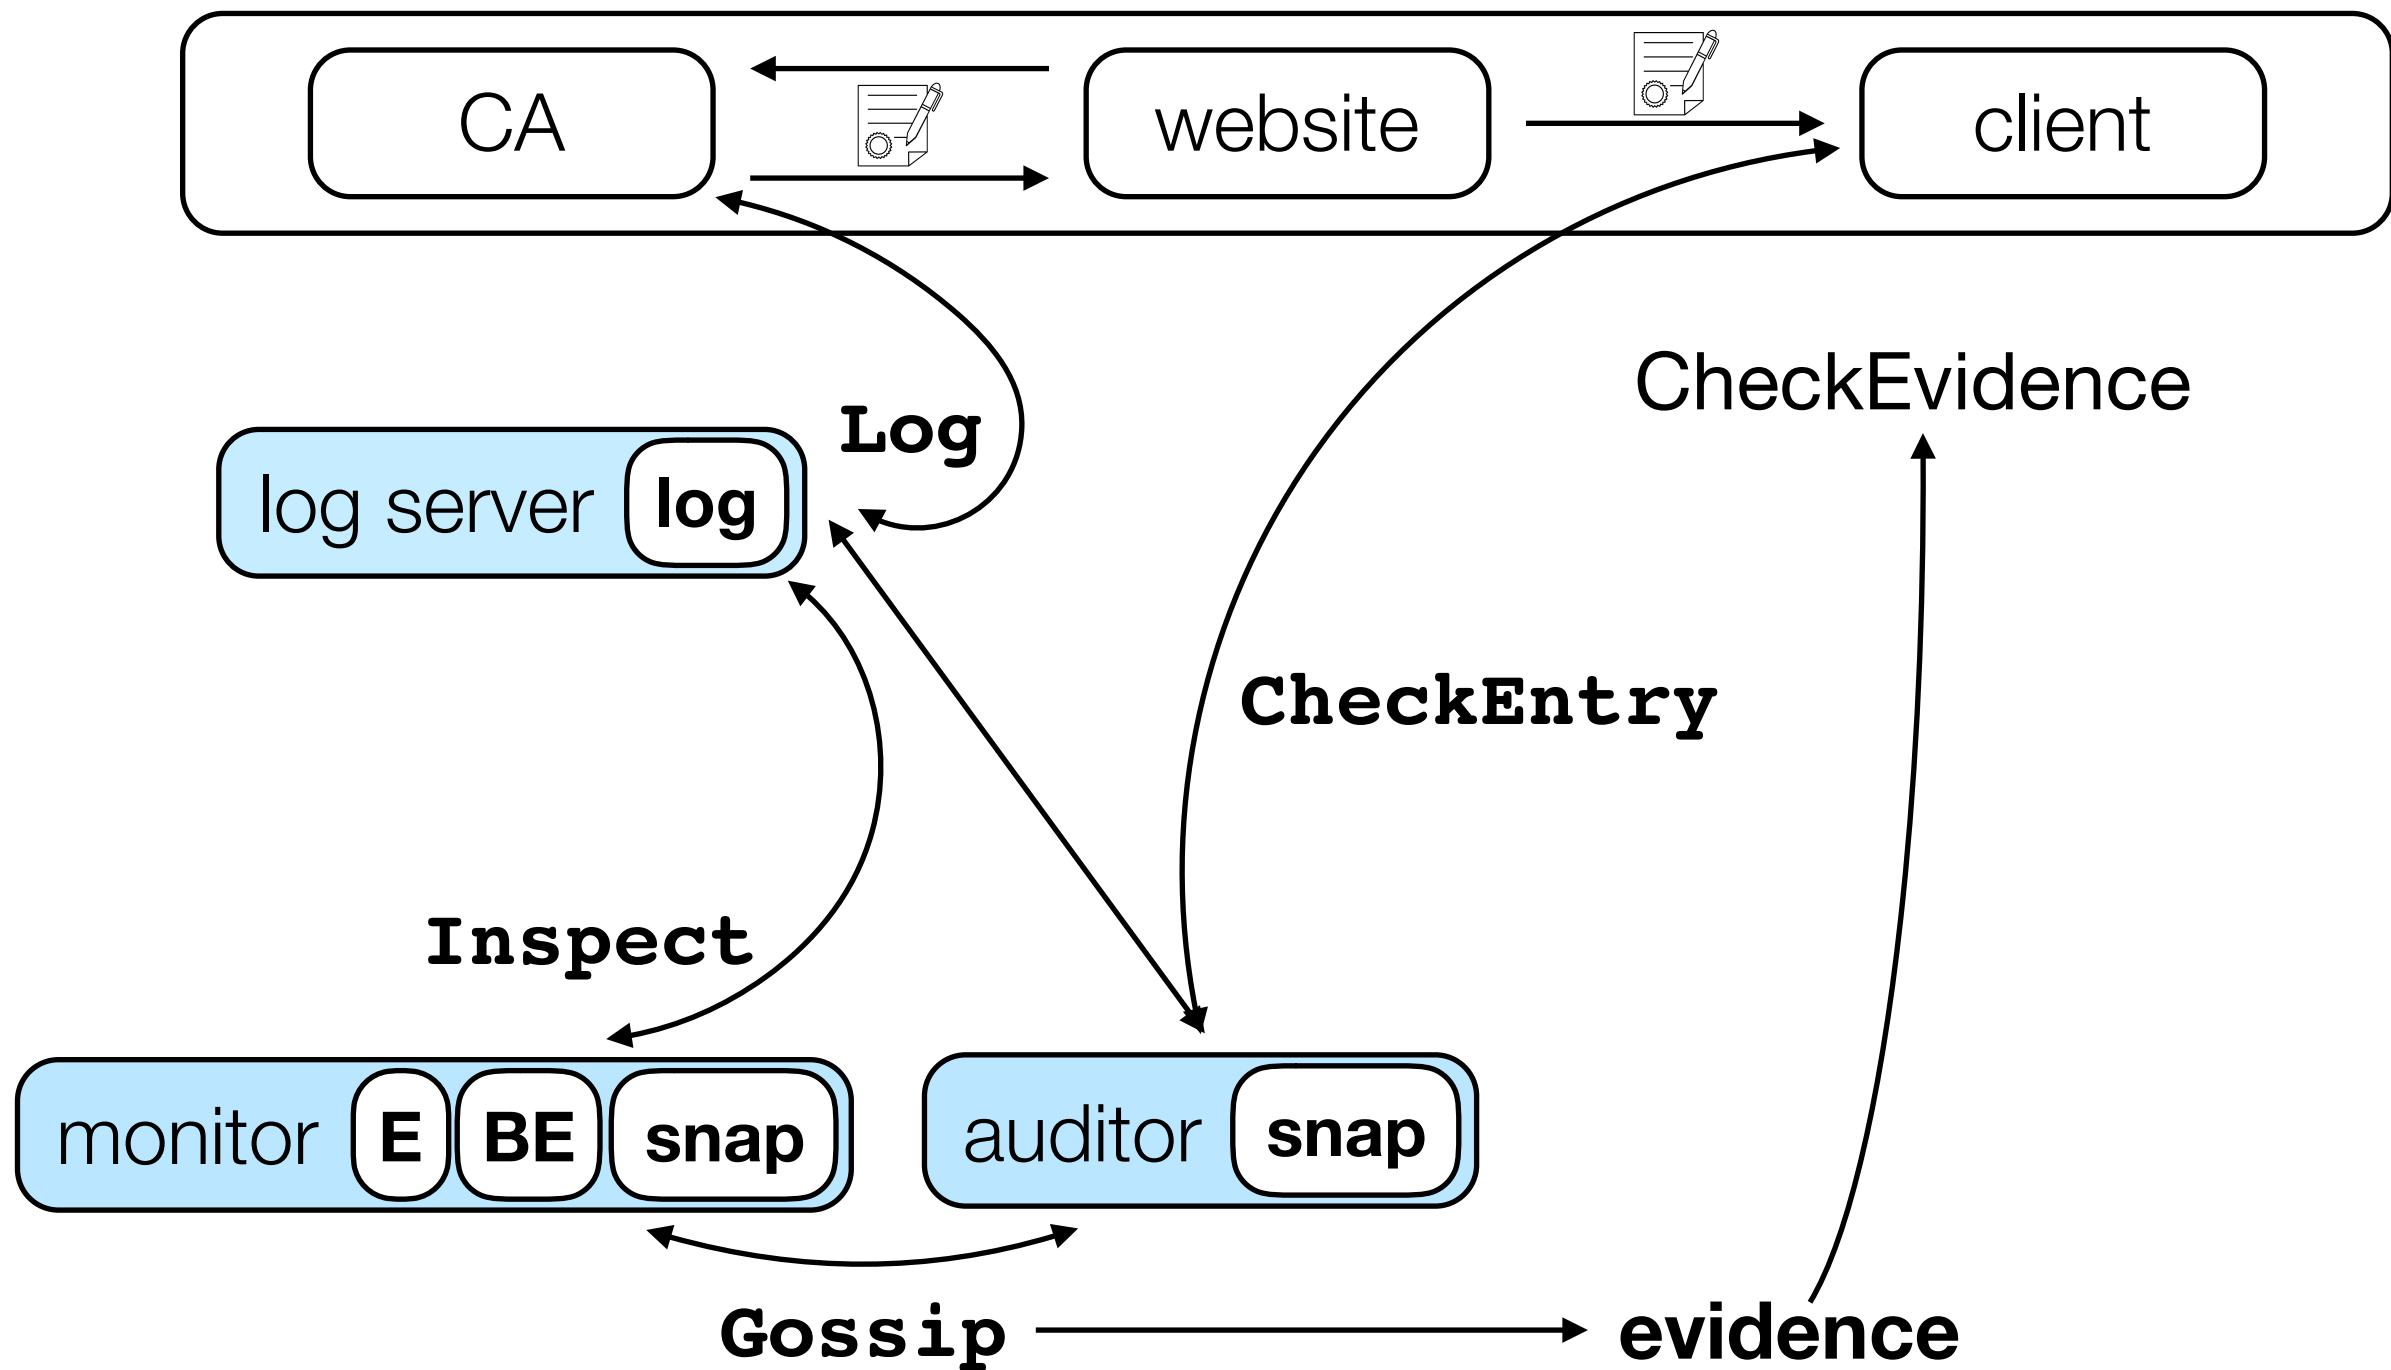 CA
website
client
CheckEvidence
Log
log server log
CheckEntry
Inspect
monitor E BE snap
auditor snap
Gossip
evidence